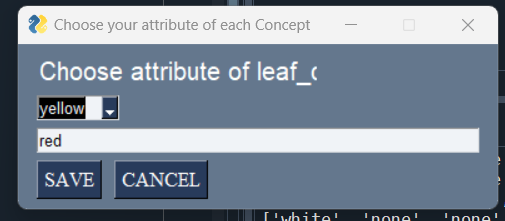 Choose your attribute of each Concept
Choose attribute of leaf_c
yellow
red
SAVE CANCEL
['white' 'none' 'none'